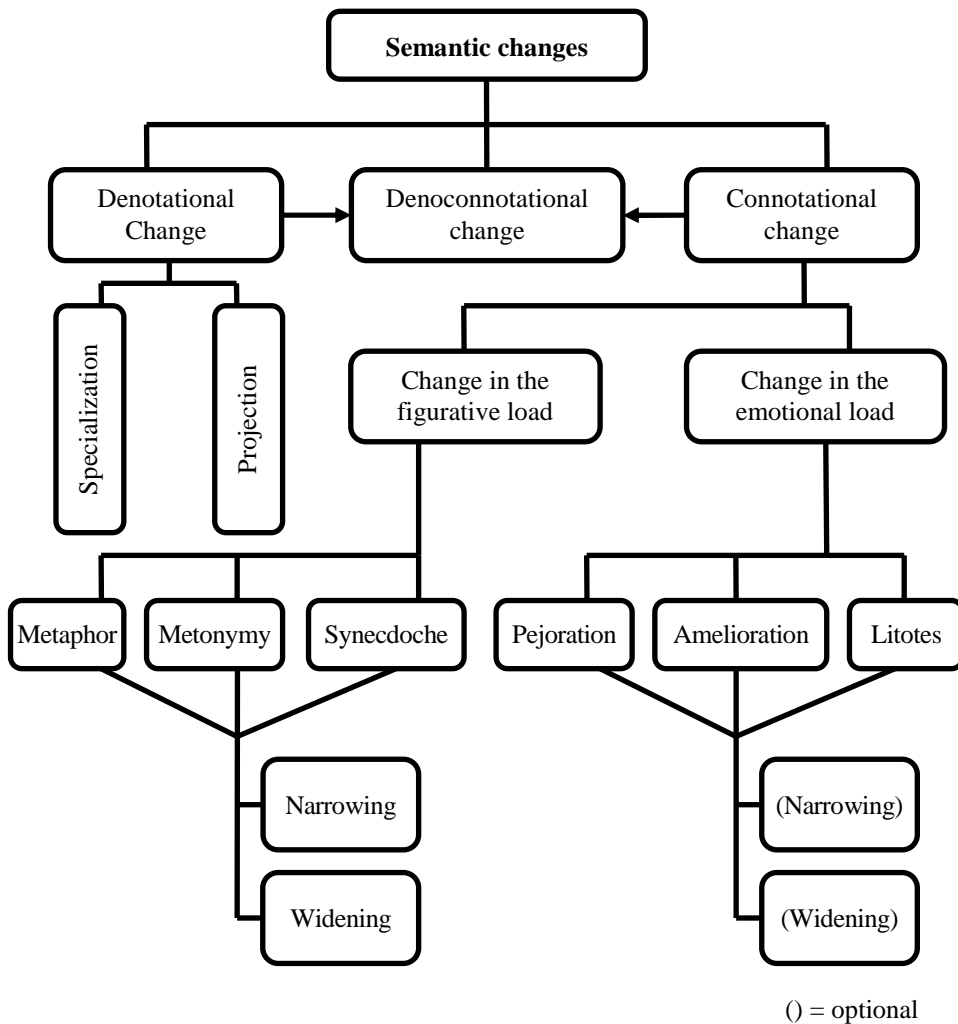 Semantic changes
Denotational
Change
Denoconnotational
change
Connotational
change
Specialization
Projection
Change in the
figurative load
Change in the
emotional load
Metaphor
Metonymy
Synecdoche
Pejoration
Amelioration
Litotes
Narrowing
(Narrowing)
Widening
(Widening)
() = optional